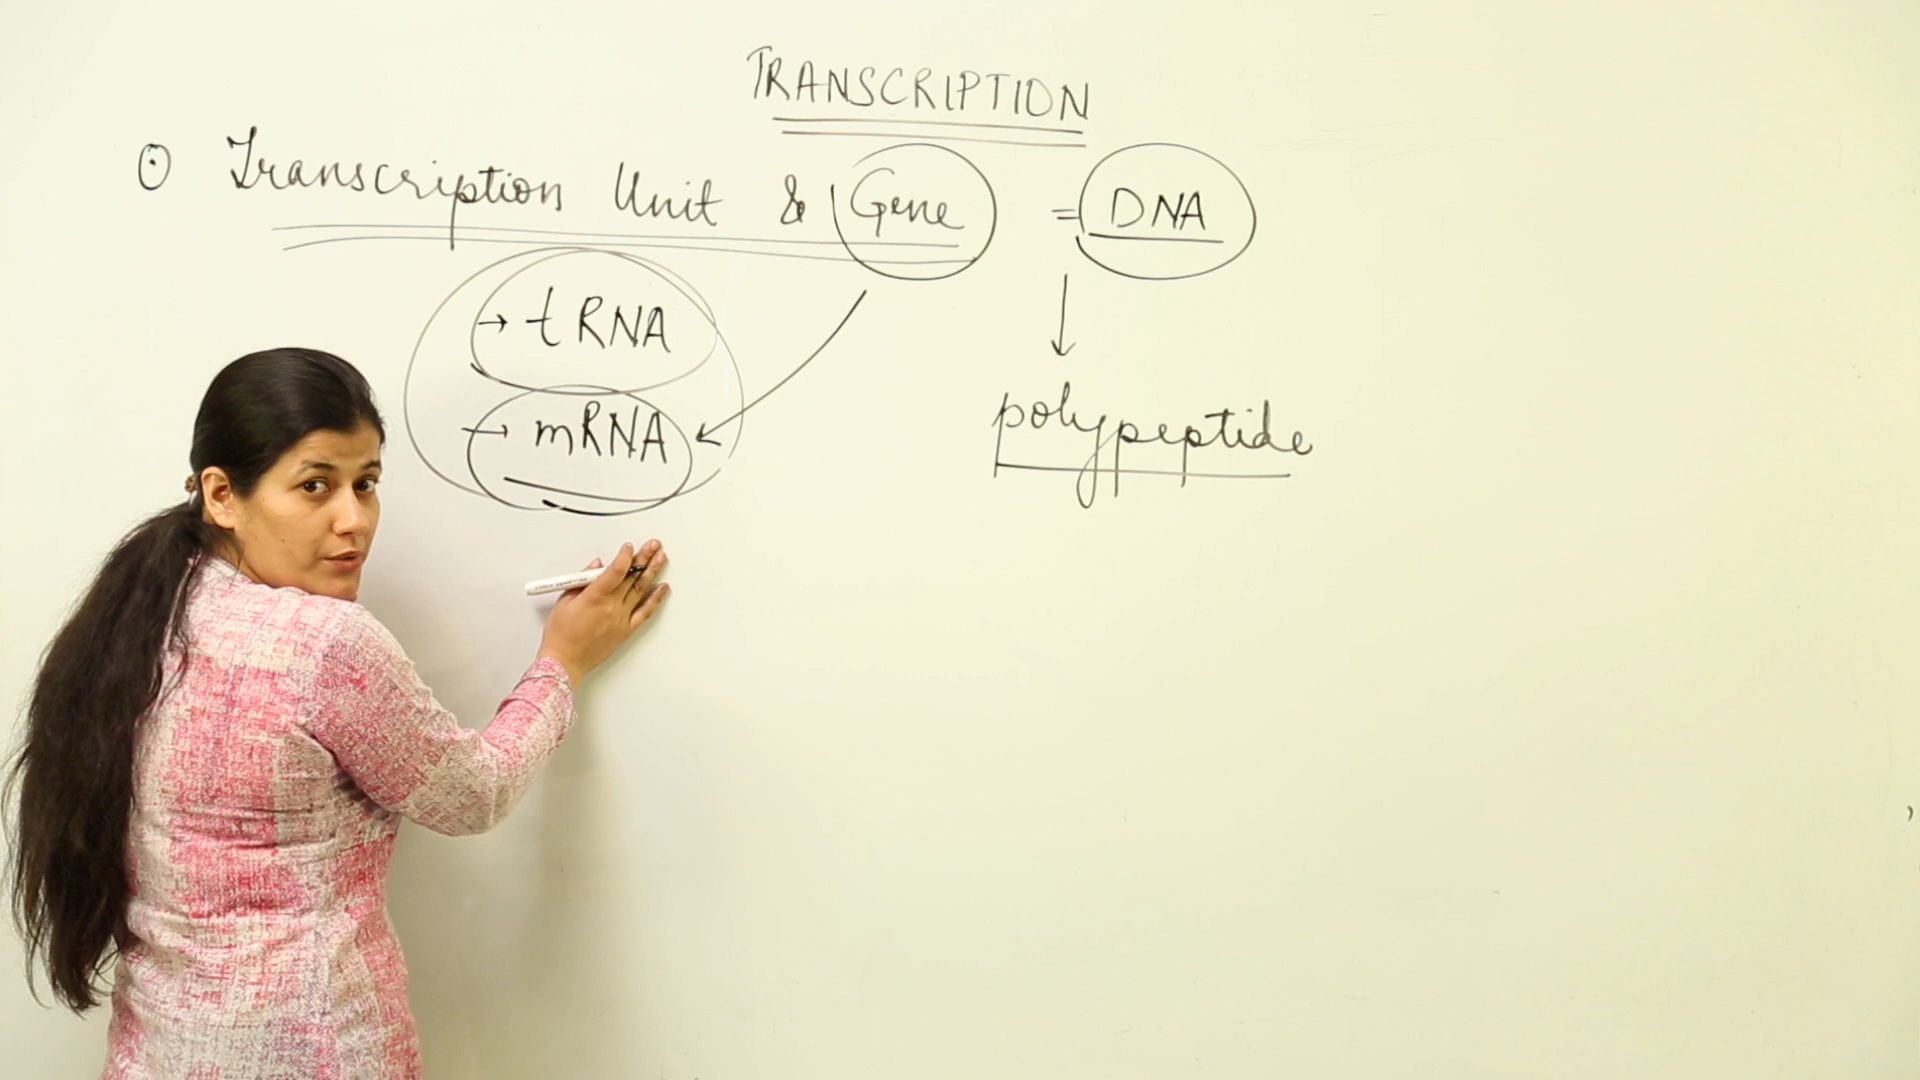 TRANSCRIPTION
⊙ Transcription Unit & Gene = DNA
→ tRNA
→ mRNA
polypeptide